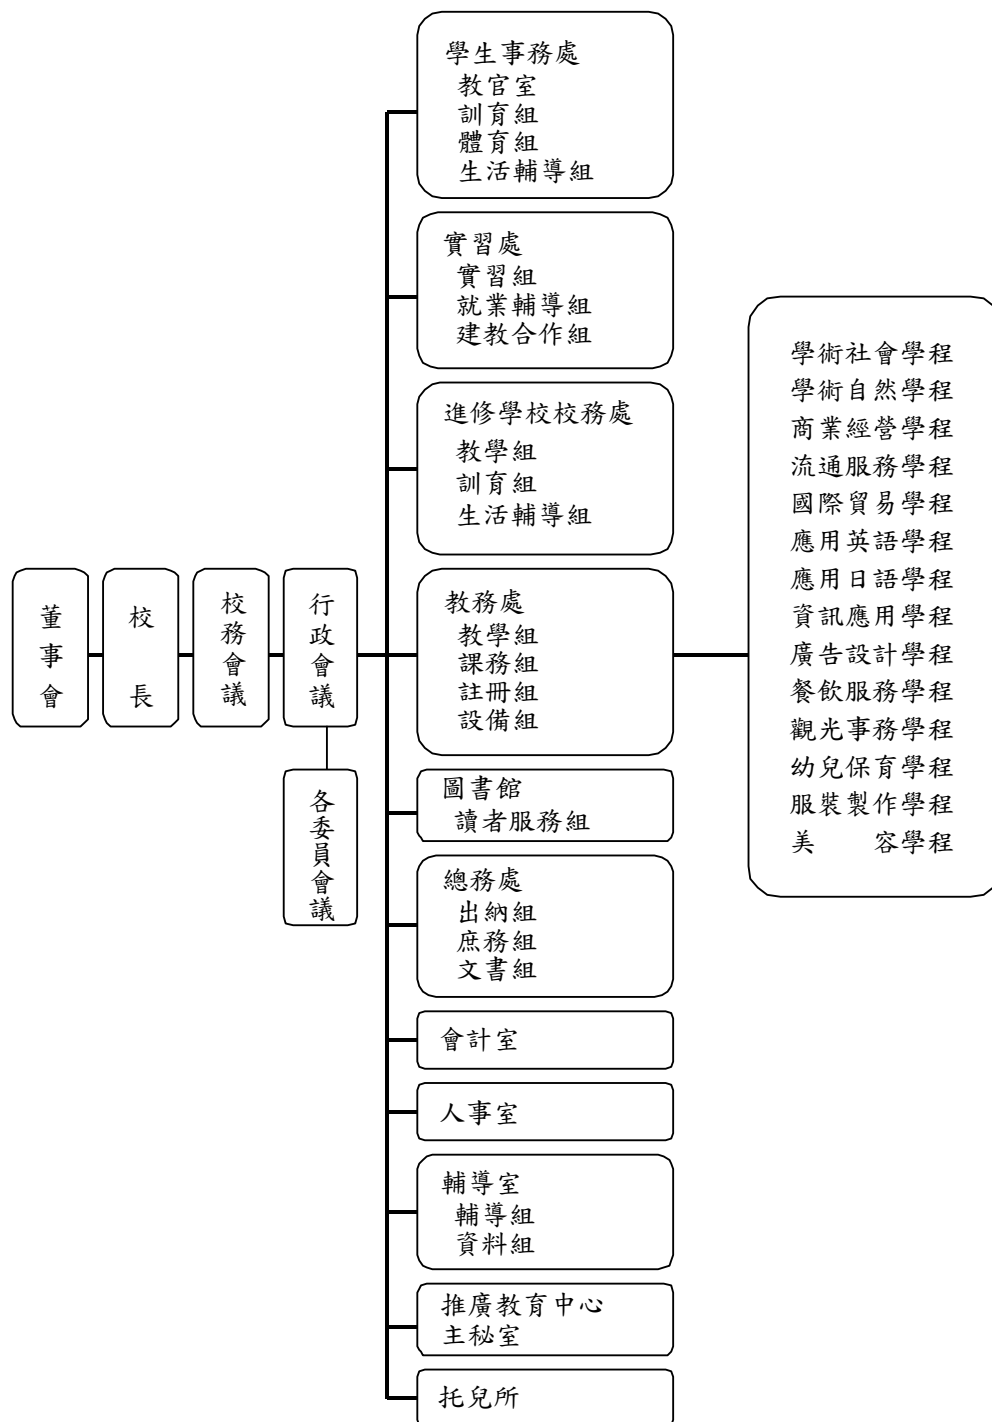 董事會
校長
校務會議
行政會議
各委員會議
學生事務處
教官室
訓育組
體育組
生活輔導組
實習處
實習組
就業輔導組
建教合作組
進修學校校務處
教學組
訓育組
生活輔導組
教務處
教學組
課務組
註冊組
設備組
圖書館
讀者服務組
總務處
出納組
庶務組
文書組
會計室
人事室
輔導室
輔導組
資料組
推廣教育中心
主秘室
托兒所
學術社會學程
學術自然學程
商業經營學程
流通服務學程
國際貿易學程
應用英語學程
應用日語學程
資訊應用學程
廣告設計學程
餐飲服務學程
觀光事務學程
幼兒保育學程
服裝製作學程
美　　容學程